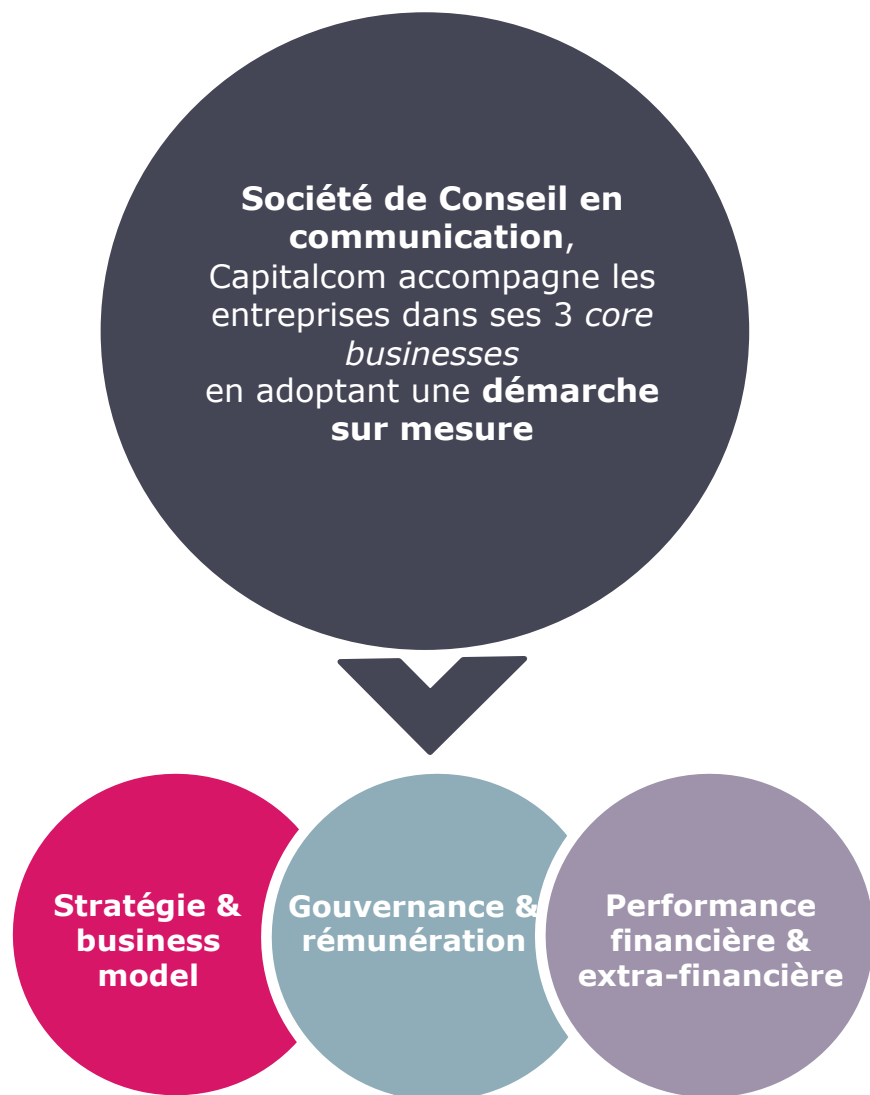 Société de Conseil en
communication,
Capitalcom accompagne les
entreprises dans ses 3 core
businesses
en adoptant une démarche
sur mesure
Stratégie &
business
model
Gouvernance &
rémunération
Performance
financière &
extra-financière